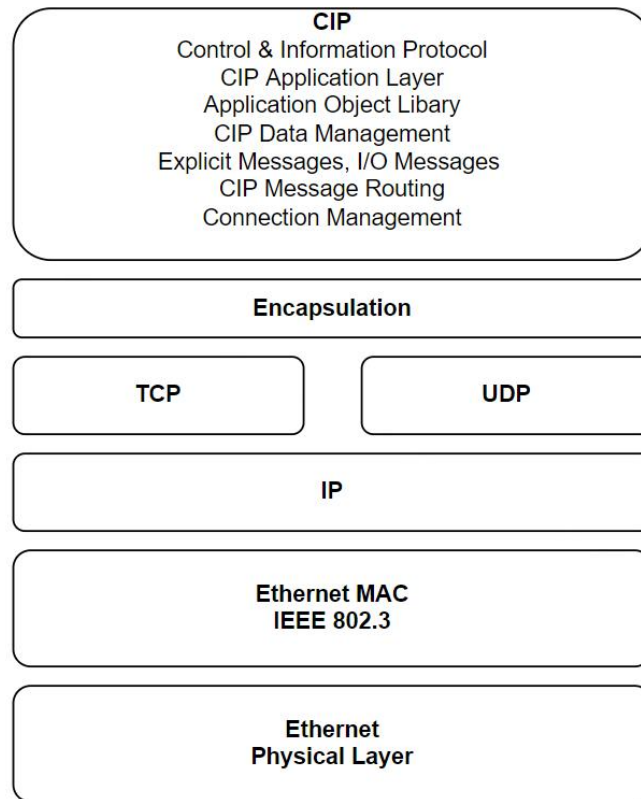 CIP
Control & Information Protocol
CIP Application Layer
Application Object Libary
CIP Data Management
Explicit Messages, I/O Messages
CIP Message Routing
Connection Management
Encapsulation
TCP
UDP
IP
Ethernet MAC
IEEE 802.3
Ethernet
Physical Layer